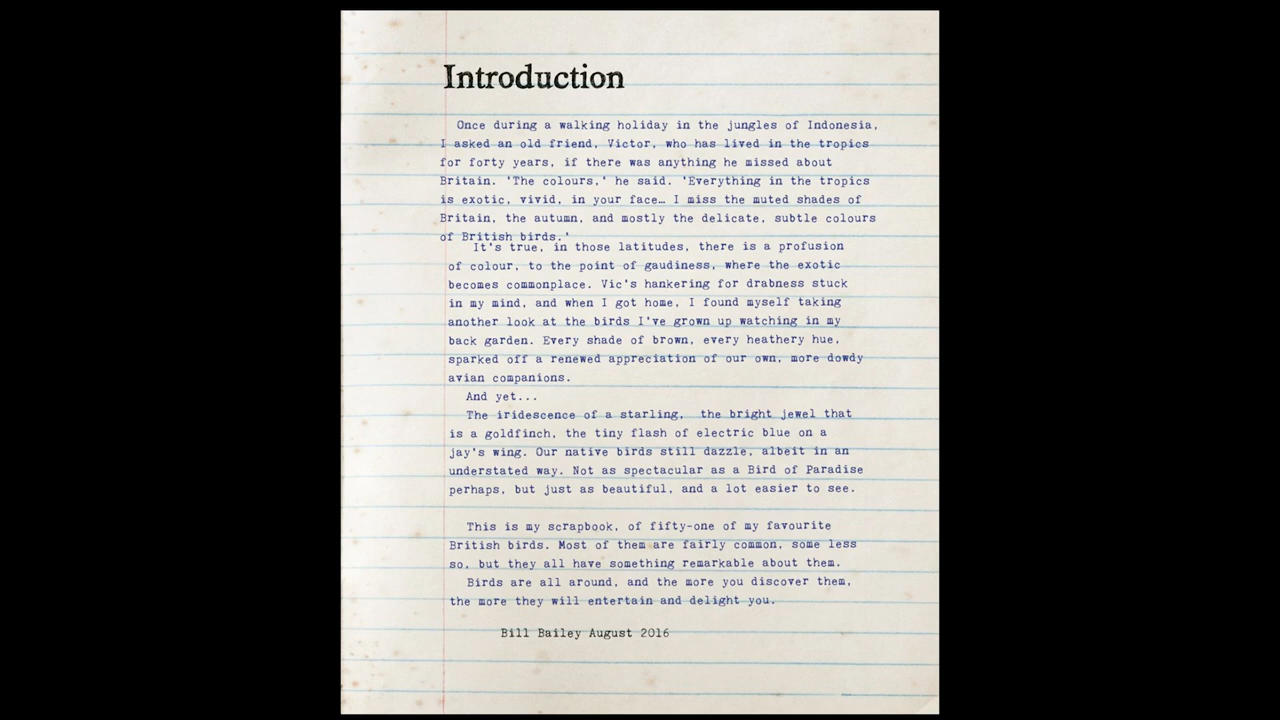 Introduction
Once during a walking holiday in the jungles of Indonesia,
I asked an old friend, Victor, who has lived in the tropics
for forty years, if there was anything he missed about
Britain. 'The colours,' he said. 'Everything in the tropics
is exotic, vivid, in your face… I miss the muted shades of
Britain, the autumn, and mostly the delicate, subtle colours
of British birds.'
It's true, in those latitudes, there is a profusion
of colour, to the point of gaudiness, where the exotic
becomes commonplace. Vic's hankering for drabness stuck
in my mind, and when I got home, I found myself taking
another look at the birds I've grown up watching in my
back garden. Every shade of brown, every heathery hue,
sparked off a renewed appreciation of our own, more dowdy
avian companions.
And yet...
The iridescence of a starling, the bright jewel that
is a goldfinch, the tiny flash of electric blue on a
jay's wing. Our native birds still dazzle, albeit in an
understated way. Not as spectacular as a Bird of Paradise
perhaps, but just as beautiful, and a lot easier to see.
This is my scrapbook, of fifty-one of my favourite
British birds. Most of them are fairly common, some less
so, but they all have something remarkable about them.
Birds are all around, and the more you discover them,
the more they will entertain and delight you.
Bill Bailey August 2016